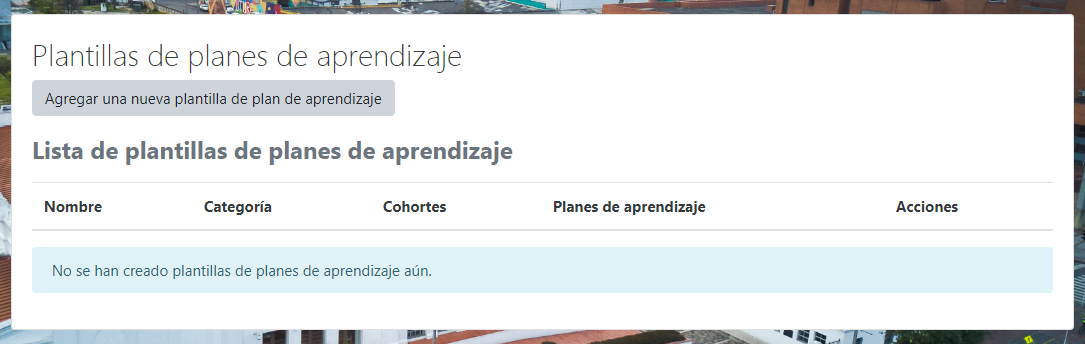 Plantillas de planes de aprendizaje
Agregar una nueva plantilla de plan de aprendizaje
Lista de plantillas de planes de aprendizaje
Nombre Categoría Cohortes Planes de aprendizaje Acciones
No se han creado plantillas de planes de aprendizaje aún.